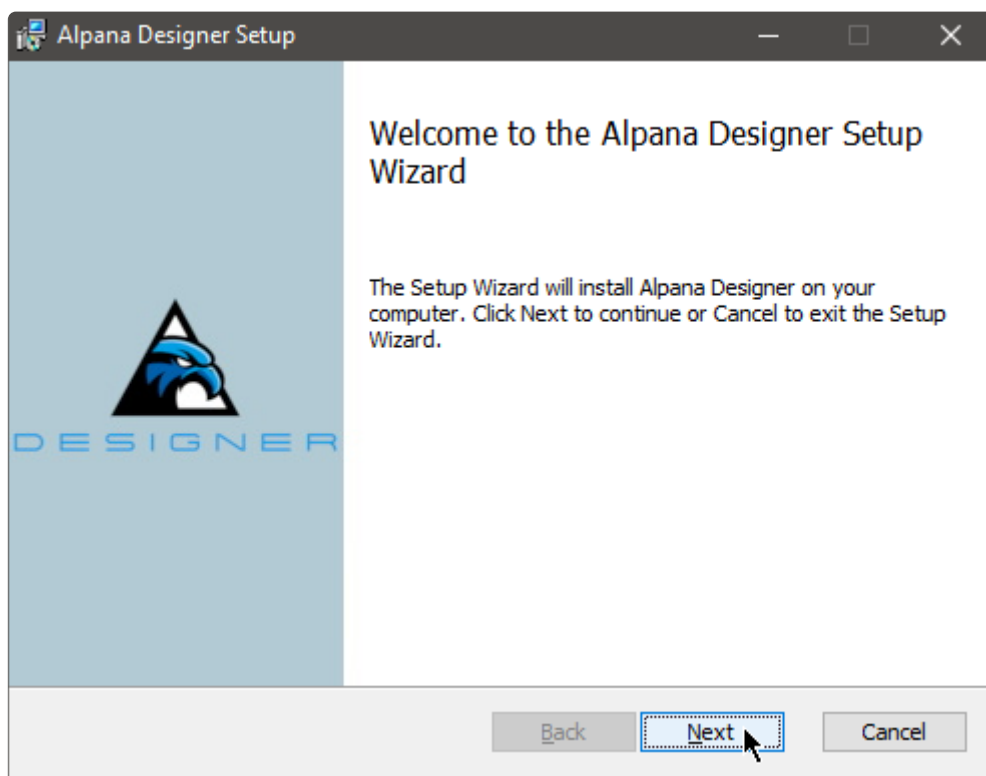 Alpana Designer Setup
Welcome to the Alpana Designer Setup
Wizard
The Setup Wizard will install Alpana Designer on your
computer. Click Next to continue or Cancel to exit the Setup
Wizard.
DESIGNER
Back
Next
Cancel